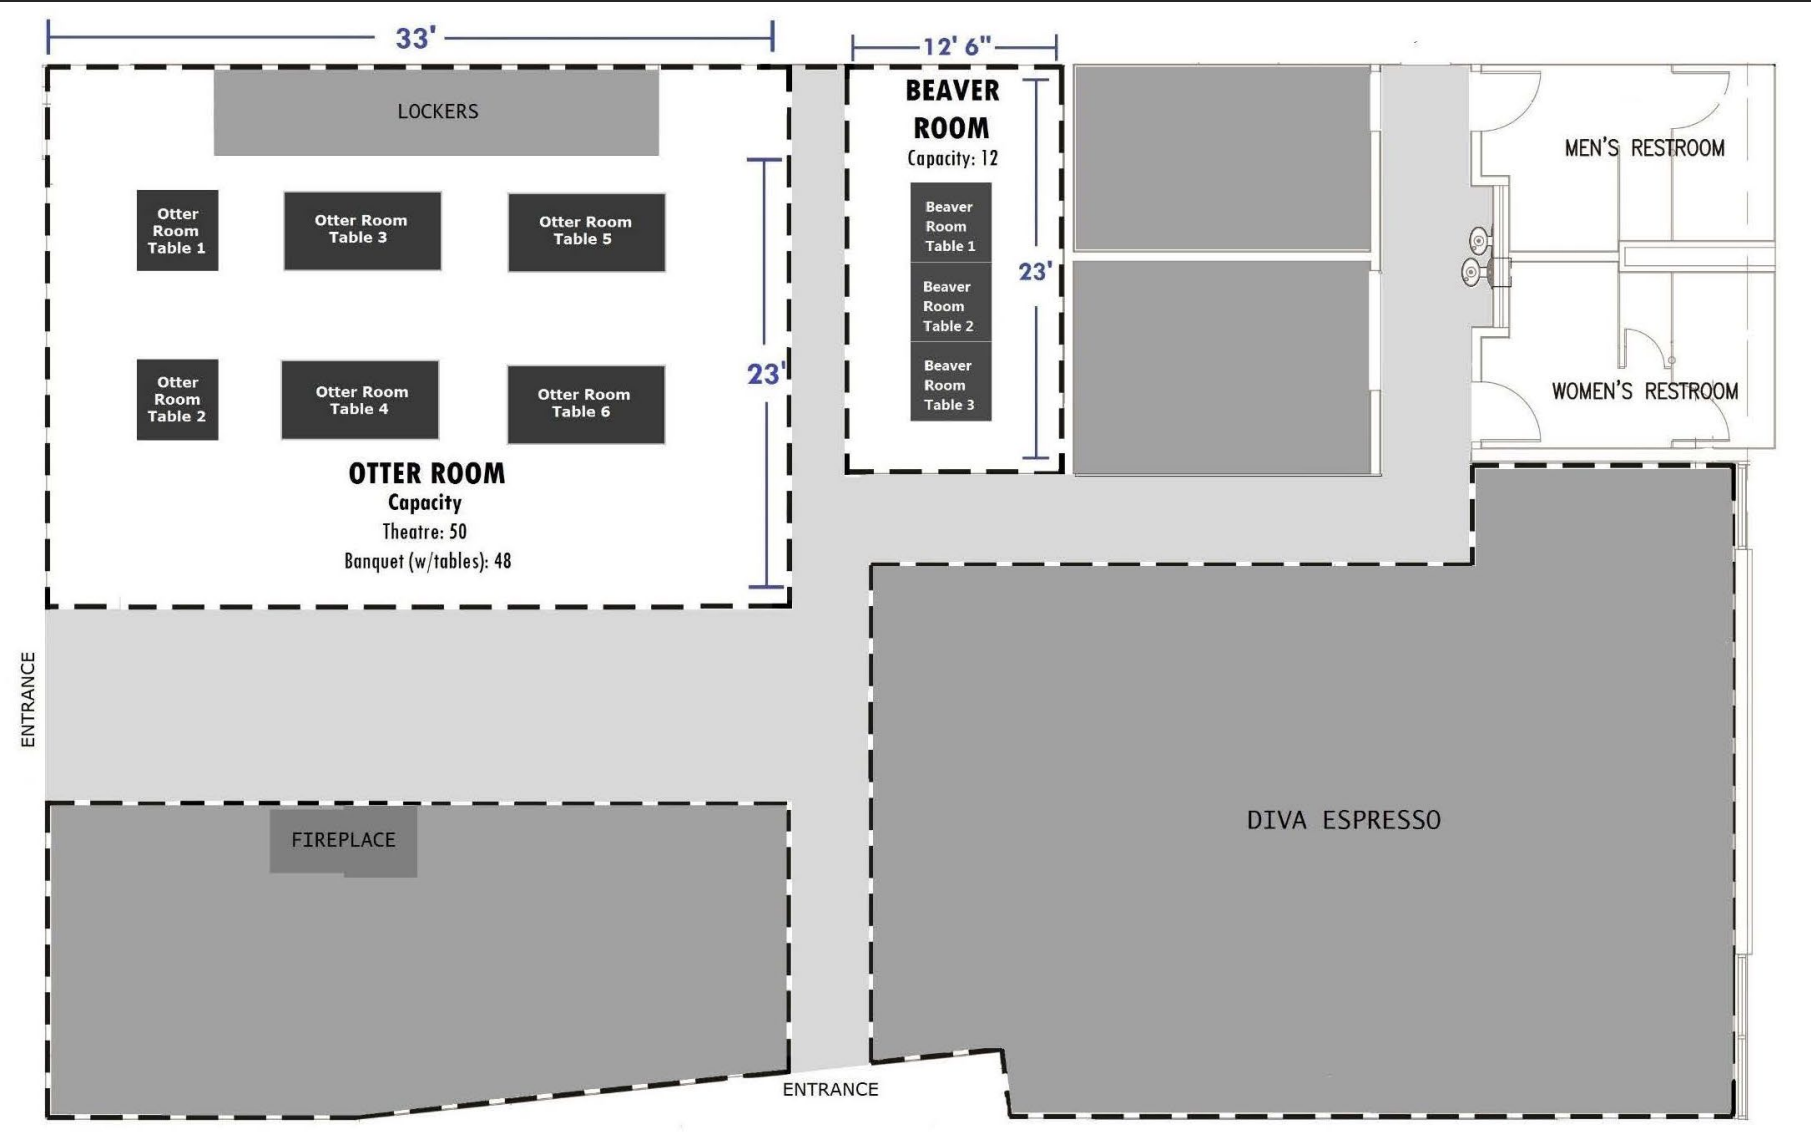 33'
12' 6"
LOCKERS
BEAVER
ROOM
Capacity: 12
MEN'S RESTROOM
Otter
Room
Table 1
Otter Room
Table 3
Otter Room
Table 5
Beaver
Room
Table 1
23'
Beaver
Room
Table 2
23'
Otter
Room
Table 2
Otter Room
Table 4
Otter Room
Table 6
Beaver
Room
Table 3
WOMEN'S RESTROOM
OTTER ROOM
Capacity
Theatre: 50
Banquet (w/tables): 48
ENTRANCE
FIREPLACE
DIVA ESPRESSO
ENTRANCE